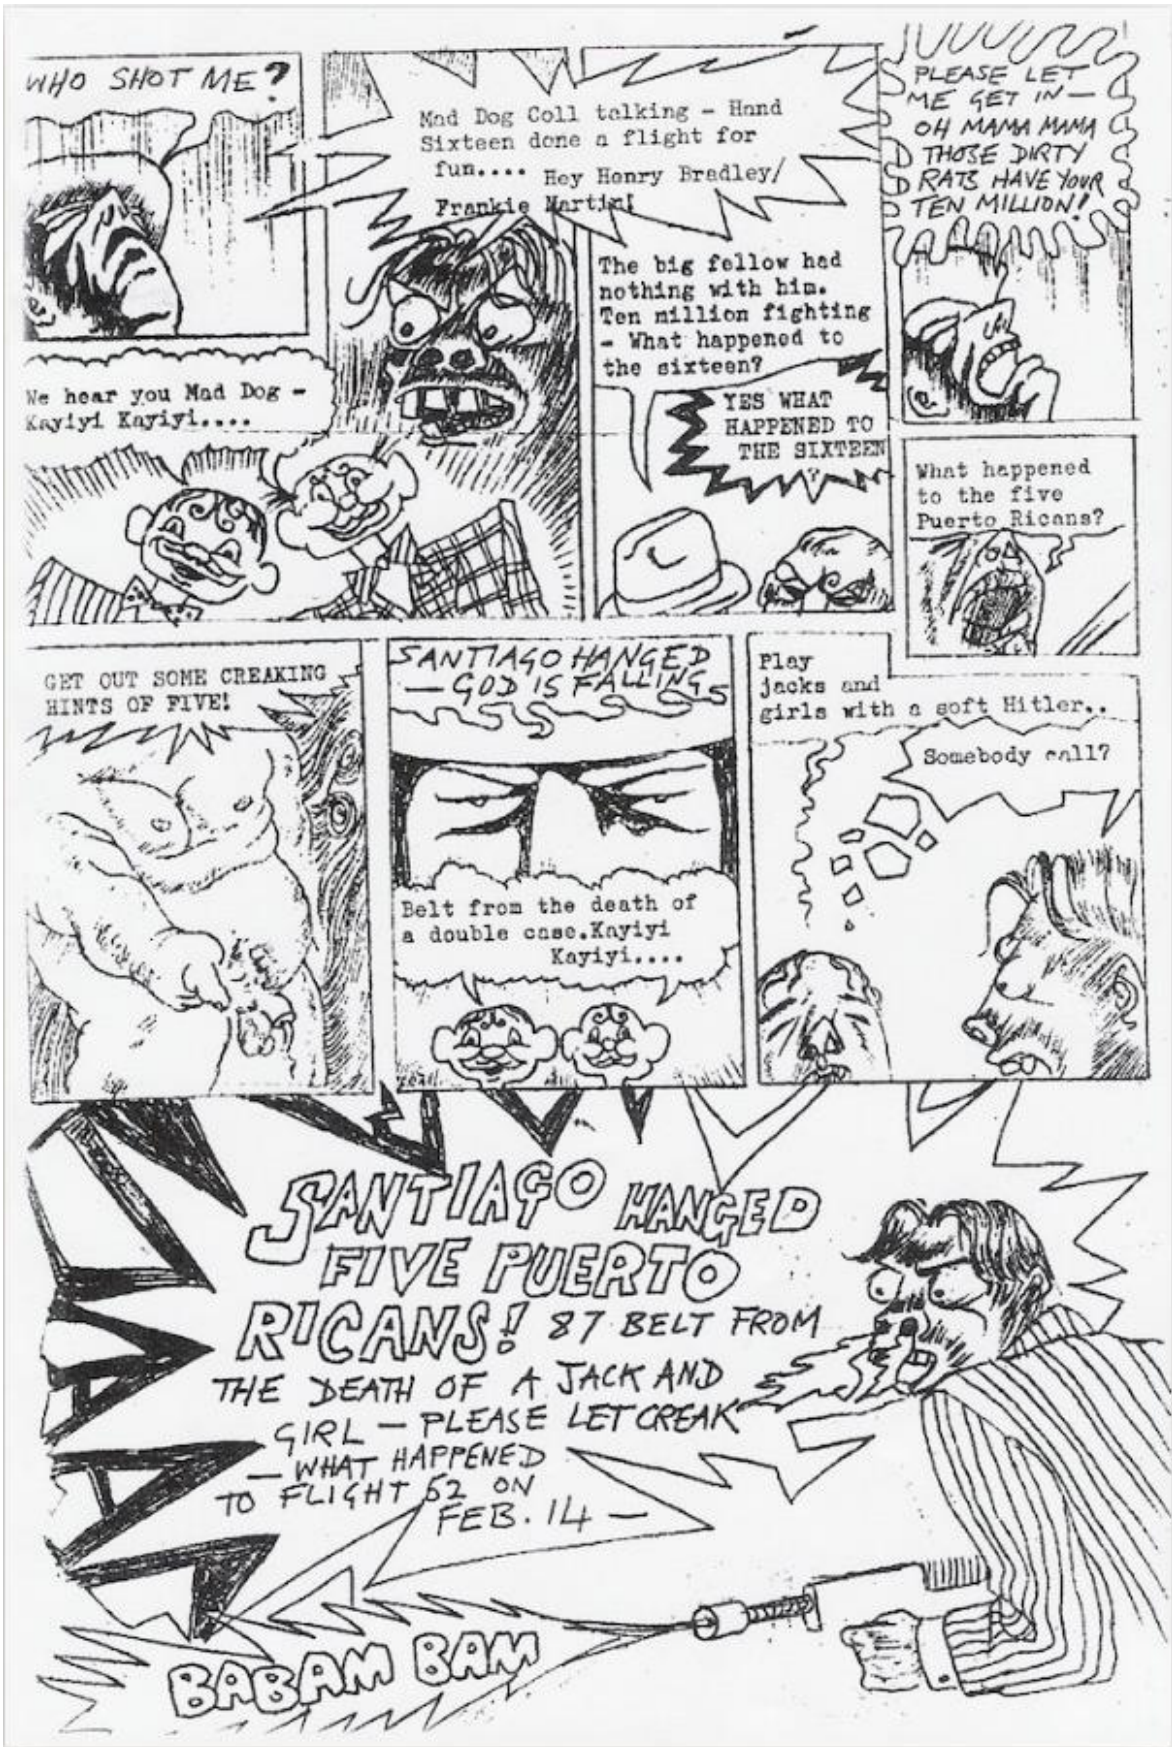 WHO SHOT ME?
Mad Dog Coll talking - Hand
Sixteen done a flight for
fun.... Hey Henry Bradley/
Frankie Martin!
PLEASE LET
ME GET IN —
OH MAMA MAMA
THOSE DIRTY
RATS HAVE YOUR
TEN MILLION!
We hear you Mad Dog -
Kayiyi Kayiyi....
The big fellow had
nothing with him.
Ten million fighting
- What happened to
the sixteen?
YES WHAT
HAPPENED TO
THE SIXTEEN
?
What happened
to the five
Puerto Ricans?
GET OUT SOME CREAKING
HINTS OF FIVE!
SANTIAGO HANGED
— GOD IS FALLING
Belt from the death of
a double case.Kayiyi
Kayiyi....
Play
jacks and
girls with a soft Hitler..
Somebody call?
SANTIAGO HANGED
FIVE PUERTO
RICANS! 87 BELT FROM
THE DEATH OF A JACK AND
GIRL — PLEASE LET CREAK
— WHAT HAPPENED
TO FLIGHT 52 ON
FEB. 14 —
BABAM BAM